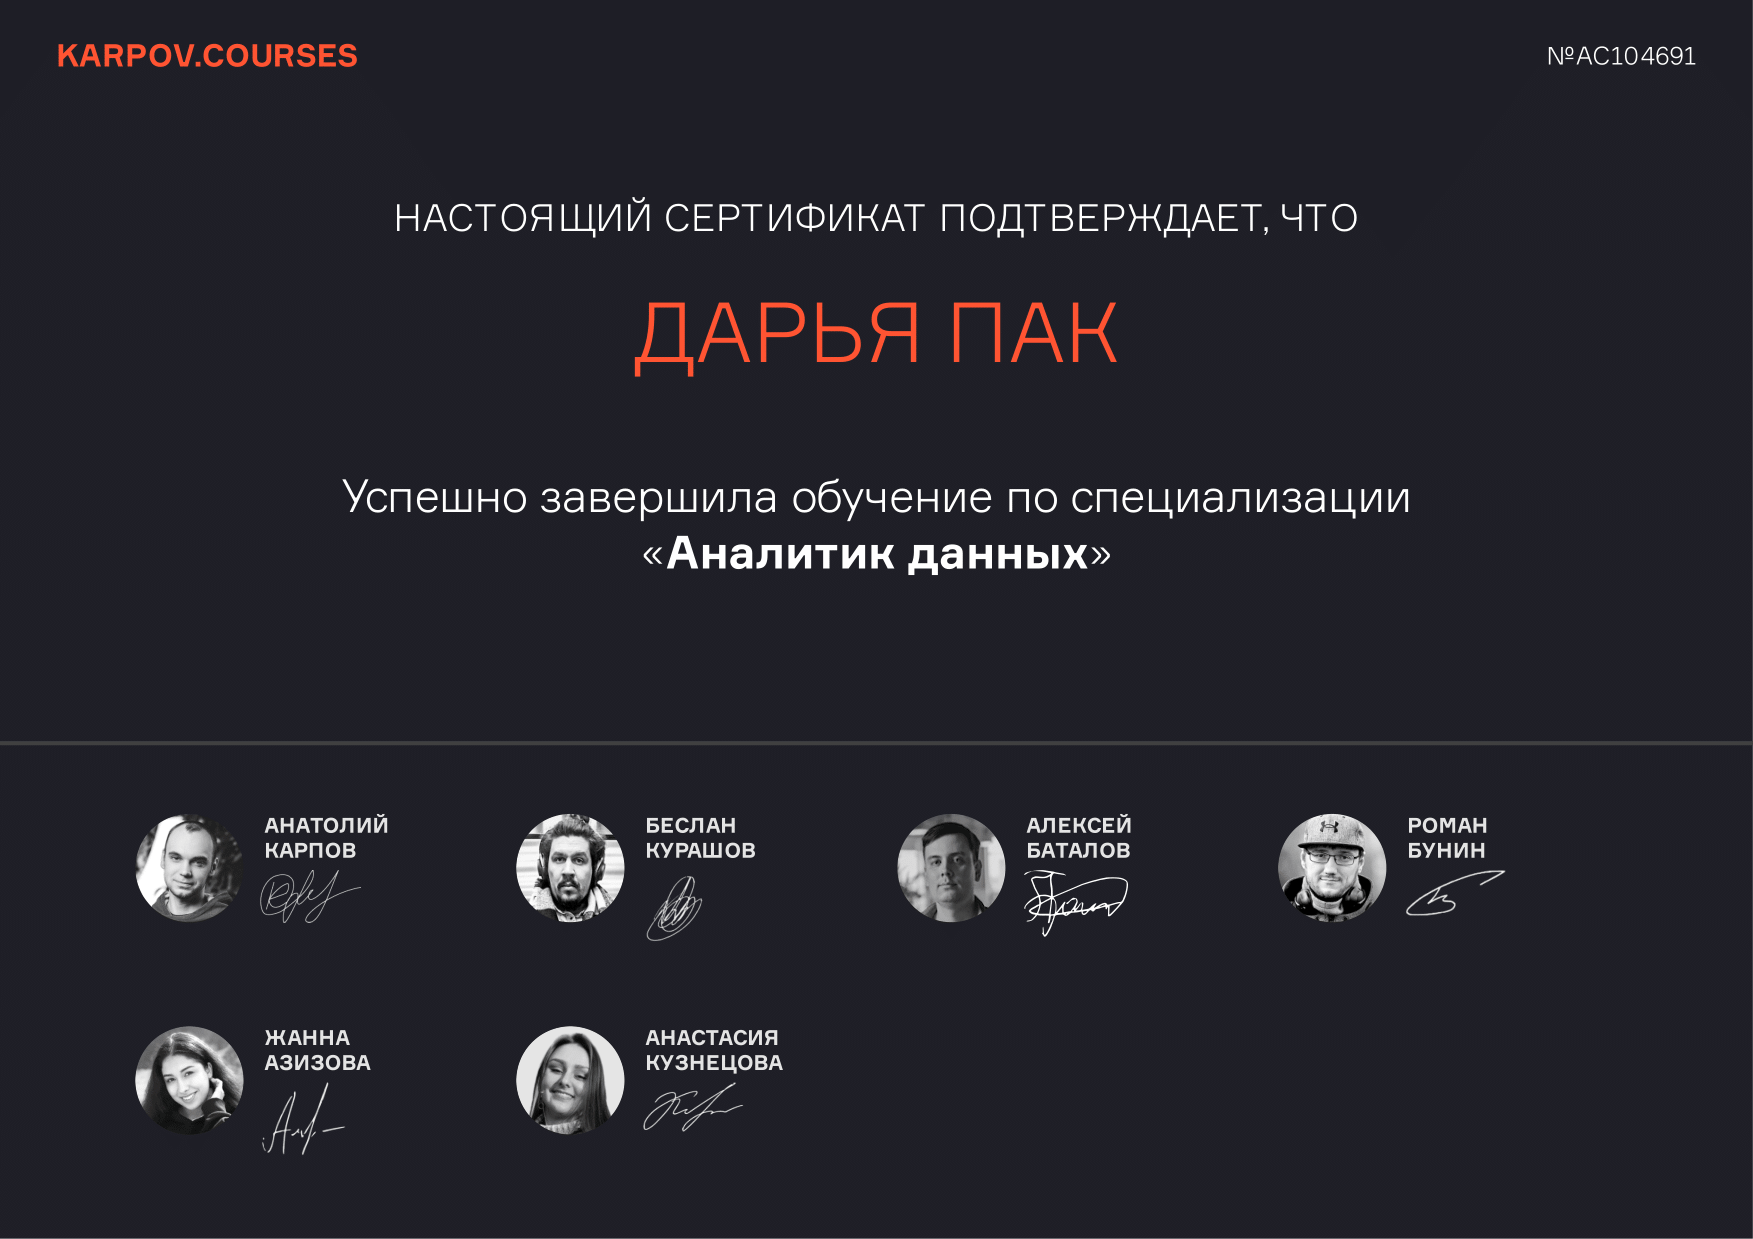 KARPOV.COURSES
№AC104691
НАСТОЯЩИЙ СЕРТИФИКАТ ПОДТВЕРЖДАЕТ, ЧТО
ДАРЬЯ ПАК
Успешно завершила обучение по специализации
«Аналитик данных»
АНАТОЛИЙ
КАРПОВ
БЕСЛАН
КУРАШОВ
АЛЕКСЕЙ
БАТАЛОВ
РОМАН
БУНИН
ЖАННА
АЗИЗОВА
АНАСТАСИЯ
КУЗНЕЦОВА